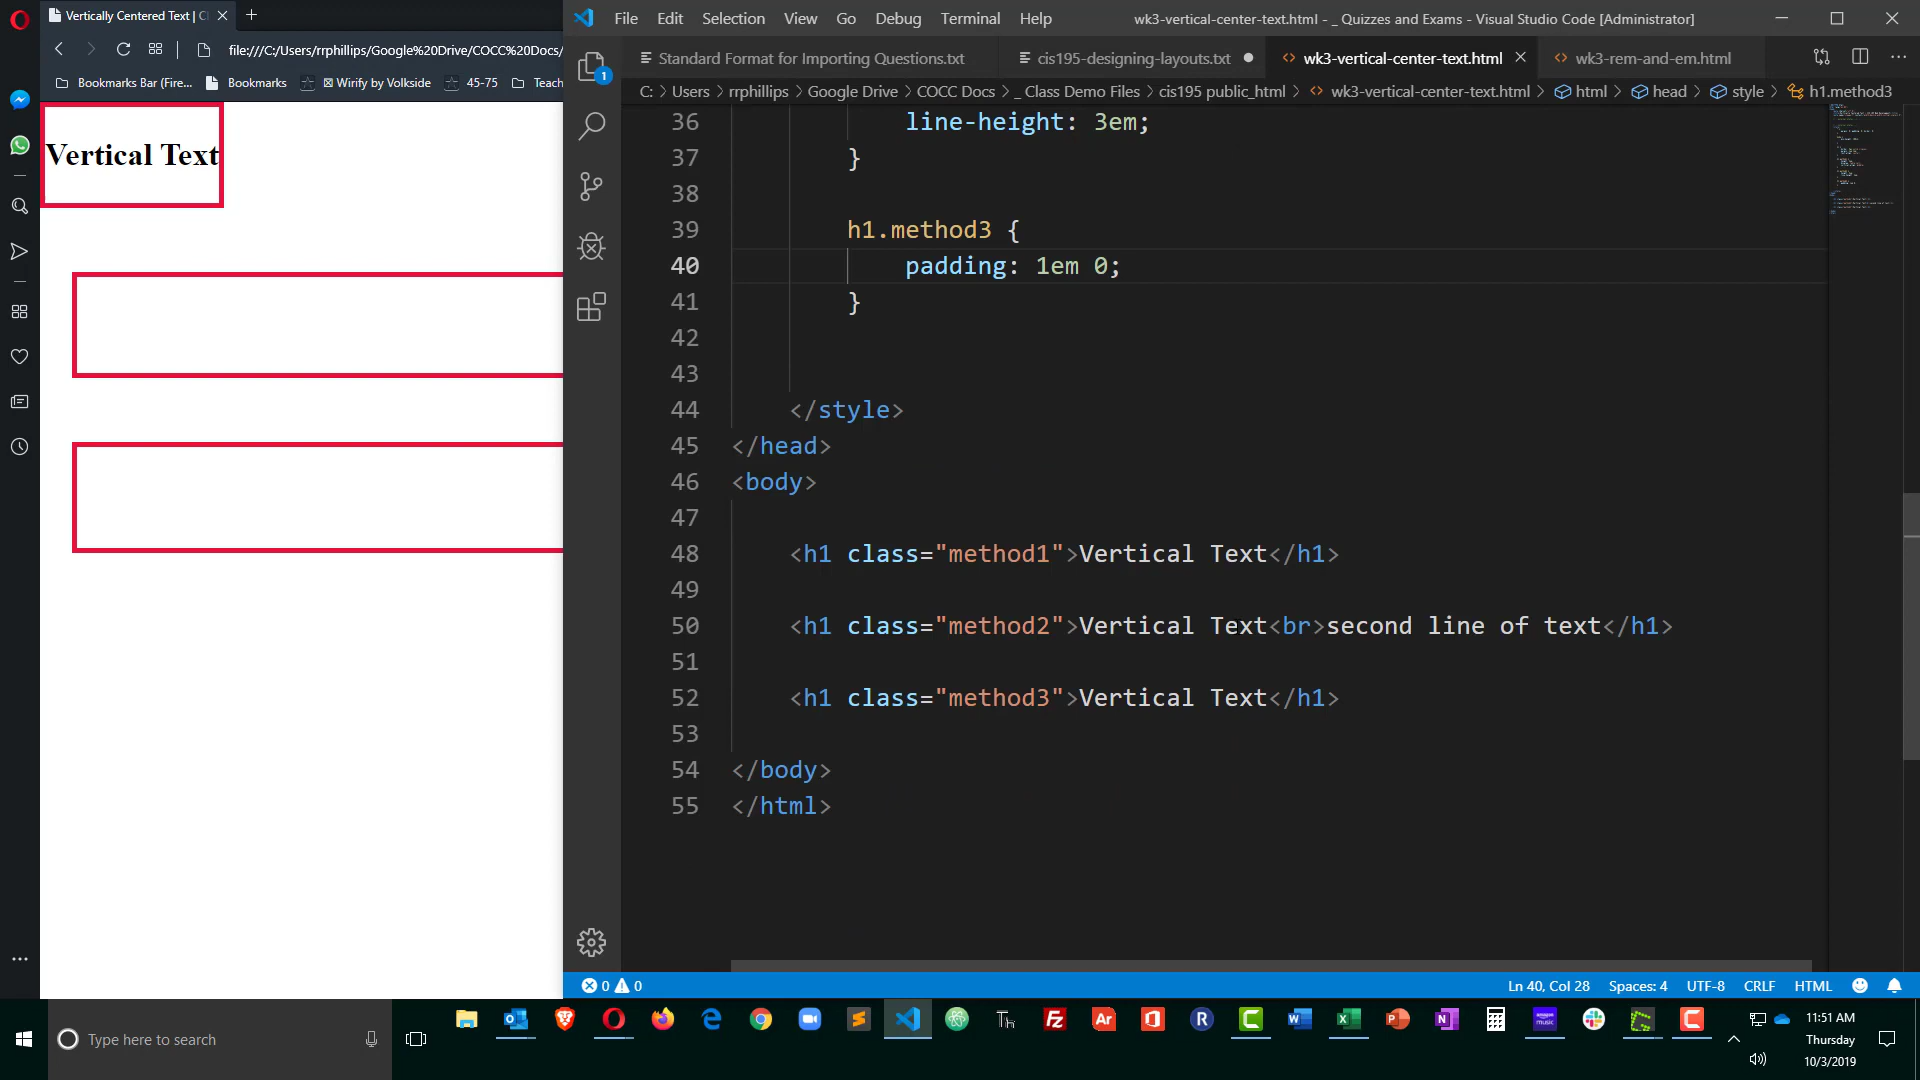 Vertically Centered Text | C
File Edit Selection View Go Debug Terminal Help
wk3-vertical-center-text.html - _ Quizzes and Exams - Visual Studio Code [Administrator]
file:///C:/Users/rrphillips/Google%20Drive/COCC%20Docs/
Standard Format for Importing Questions.txt
cis195-designing-layouts.txt
wk3-vertical-center-text.html
wk3-rem-and-em.html
Bookmarks Bar (Fire... Bookmarks Wirify by Volkside 45-75 Teach
C: > Users > rrphillips > Google Drive > COCC Docs > _ Class Demo Files > cis195 public_html > wk3-vertical-center-text.html > html > head > style > h1.method3
Vertical Text
36 line-height: 3em;
37 }
38
39 h1.method3 {
40 padding: 1em 0;
41 }
42
43
44 </style>
45 </head>
46 <body>
47
48 <h1 class="method1">Vertical Text</h1>
49
50 <h1 class="method2">Vertical Text<br>second line of text</h1>
51
52 <h1 class="method3">Vertical Text</h1>
53
54 </body>
55 </html>
1
0 0
Ln 40, Col 28 Spaces: 4 UTF-8 CRLF HTML
Type here to search
11:51 AM
Thursday
10/3/2019